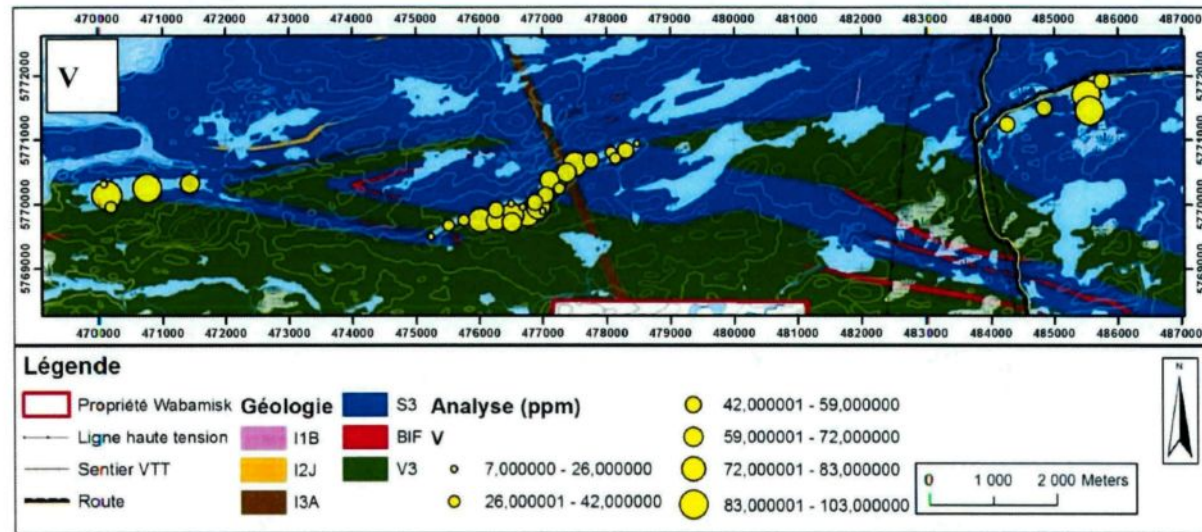 470000 471000 472000 473000 474000 475000 476000 477000 478000 479000 480000 481000 482000 483000 484000 485000 486000 487000
V
5772000 5772000
5771000 5771000
5770000 5770000
5769000 5769000
470000 471000 472000 473000 474000 475000 476000 477000 478000 479000 480000 481000 482000 483000 484000 485000 486000 487000
Légende
Propriété Wabamisk
Ligne haute tension
Sentier VTT
Route
Géologie
I1B
I2J
I3A
S3
BIF
V3
Analyse (ppm)
V
7,000000 - 26,000000
26,000001 - 42,000000
42,000001 - 59,000000
59,000001 - 72,000000
72,000001 - 83,000000
83,000001 - 103,000000
N
0 1 000 2 000 Meters